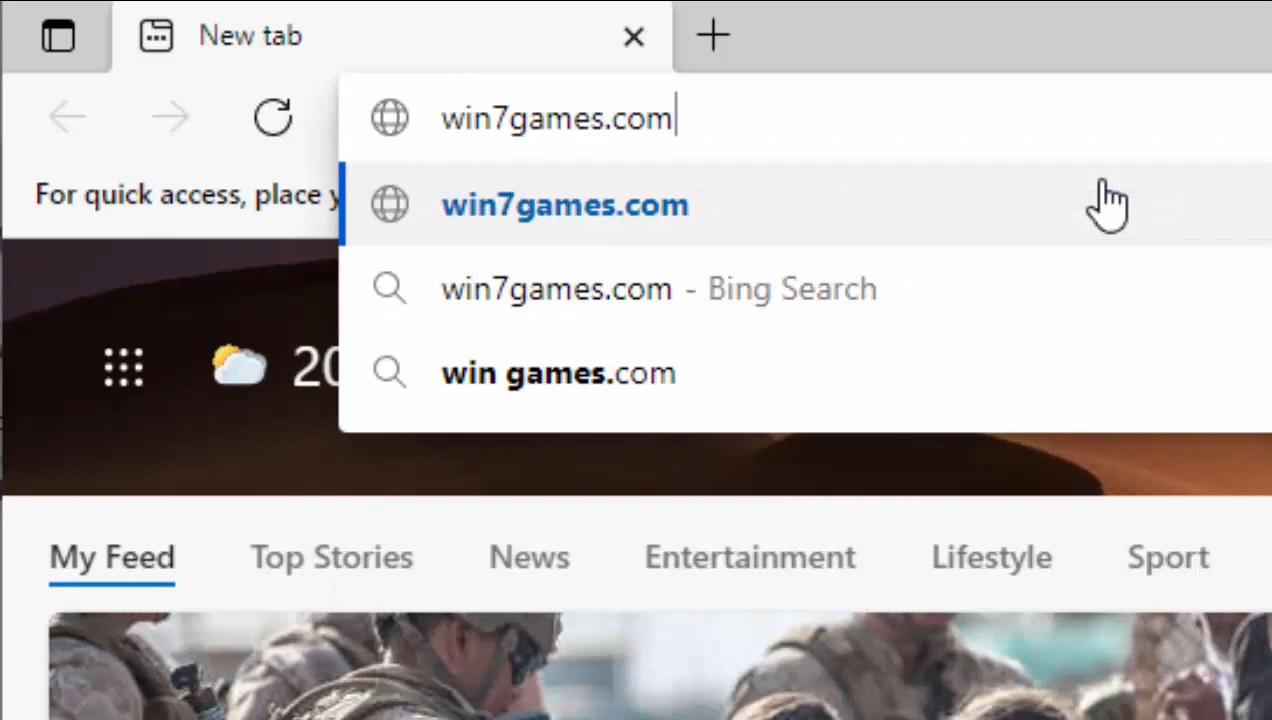 New tab
win7games.com
For quick access, place y
win7games.com
win7games.com - Bing Search
win games.com
20
My Feed Top Stories News Entertainment Lifestyle Sport